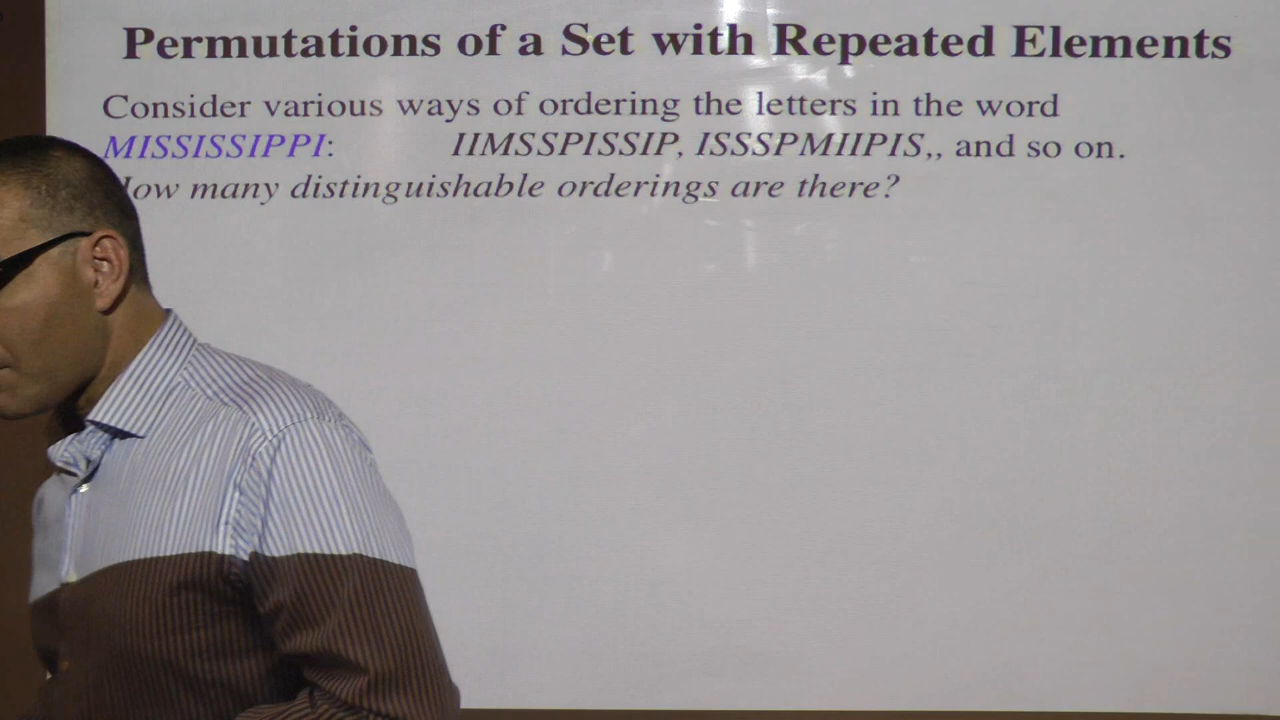 Permutations of a Set with Repeated Elements
Consider various ways of ordering the letters in the word
MISSISSIPPI: IIMSSPISSIP, ISSSPMIIPIS,, and so on.
How many distinguishable orderings are there?